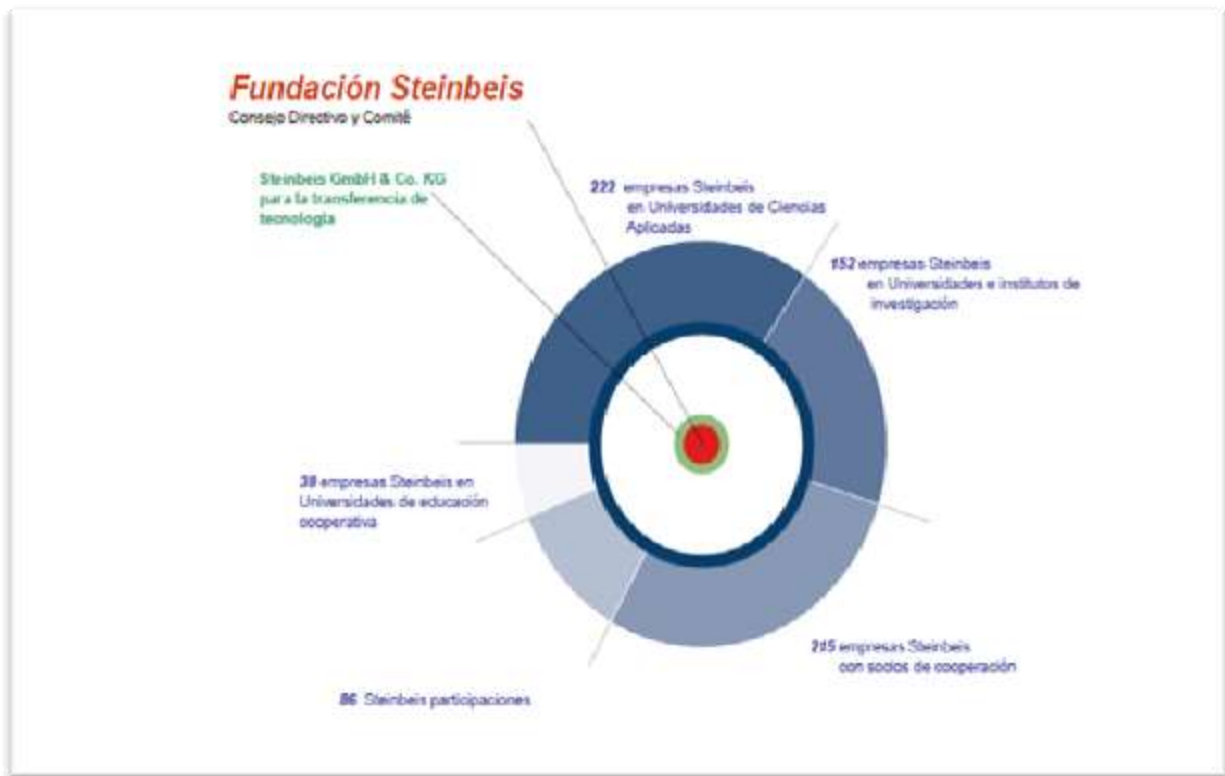 Fundación Steinbeis
Consejo Directivo y Comité
Steinbeis GmbH & Co. KG
para la transferencia de
tecnología
222 empresas Steinbeis
en Universidades de Ciencias
Aplicadas
152 empresas Steinbeis
en Universidades e institutos de
investigación
empresas Steinbeis en
Universidades de educación
cooperativa
215 empresas Steinbeis
con socios de cooperación
86 Steinbeis participaciones